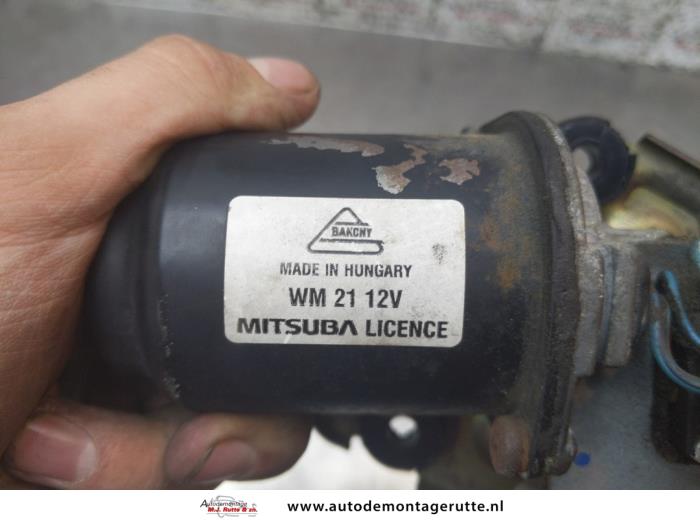 BAKONY
MADE IN HUNGARY
WM 21 12V
MITSUBA LICENCE
Autodemontage
M.J. Rutte & zn.
www.autodemontagerutte.nl